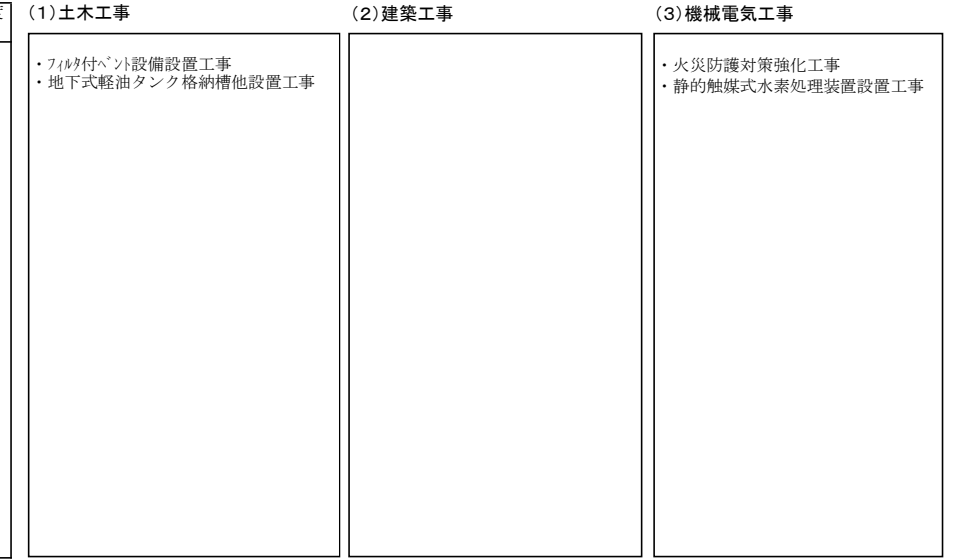 (1)土木工事
・ﾌｨﾙﾀ付ﾍﾞﾝﾄ設備設置工事
・地下式軽油タンク格納槽他設置工事
(2)建築工事
(3)機械電気工事
・火災防護対策強化工事
・静的触媒式水素処理装置設置工事